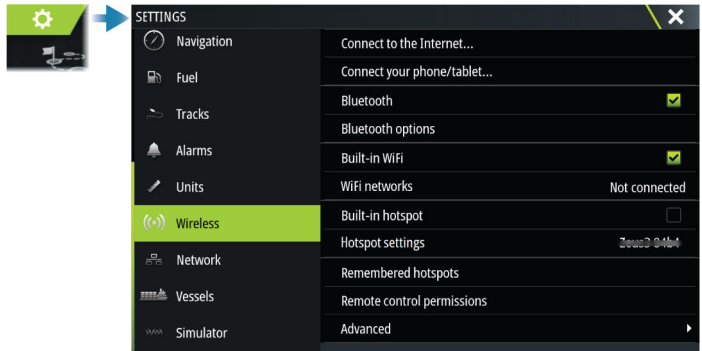 SETTINGS
Navigation
Fuel
Tracks
Alarms
Units
Wireless
Network
Vessels
Simulator
Connect to the Internet...
Connect your phone/tablet...
Bluetooth
Bluetooth options
Built-in WiFi
WiFi networks Not connected
Built-in hotspot
Hotspot settings
Remembered hotspots
Remote control permissions
Advanced